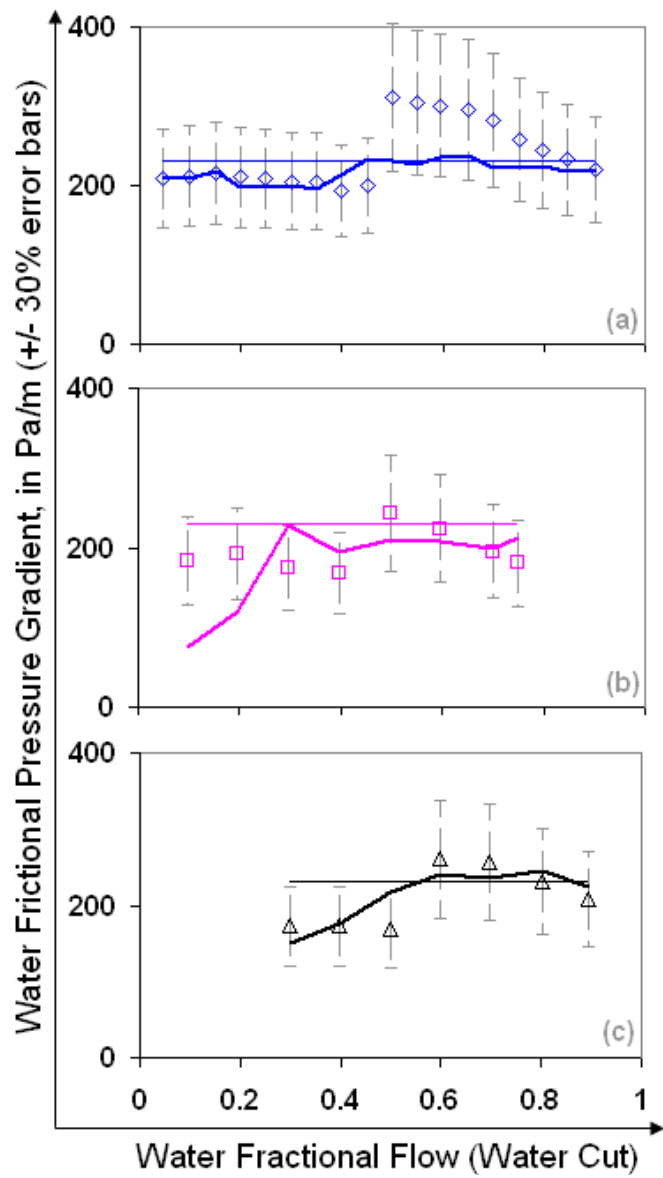 Water Frictional Pressure Gradient, in Pa/m (+/- 30% error bars)
400
200
0
(a)
400
200
0
(b)
400
200
0
(c)
0 0.2 0.4 0.6 0.8 1
Water Fractional Flow (Water Cut)